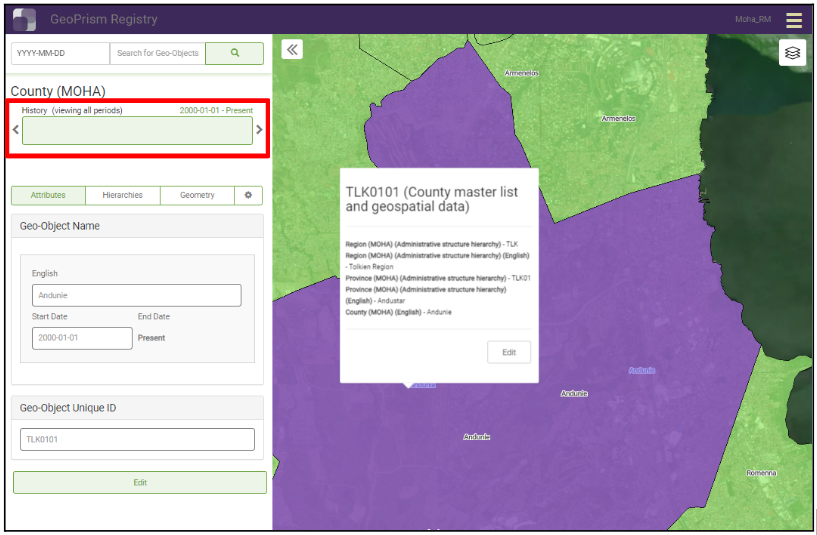 GeoPrism Registry
Moha_RM
YYYY-MM-DD
Search for Geo-Objects
County (MOHA)
History (viewing all periods)
2000-01-01 - Present
Attributes
Hierarchies
Geometry
Geo-Object Name
English
Andunie
Start Date
End Date
2000-01-01
Present
Geo-Object Unique ID
TLK0101
Edit
Armenelos
Armenelos
TLK0101 (County master list
and geospatial data)
Region (MOHA) (Administrative structure hierarchy) - TLK
Region (MOHA) (Administrative structure hierarchy) (English)
- Tolkien Region
Province (MOHA) (Administrative structure hierarchy) - TLK01
Province (MOHA) (Administrative structure hierarchy)
(English) - Andustar
County (MOHA) (English) - Andunie
Edit
Andunie
Andunie
Andunie
Romenna